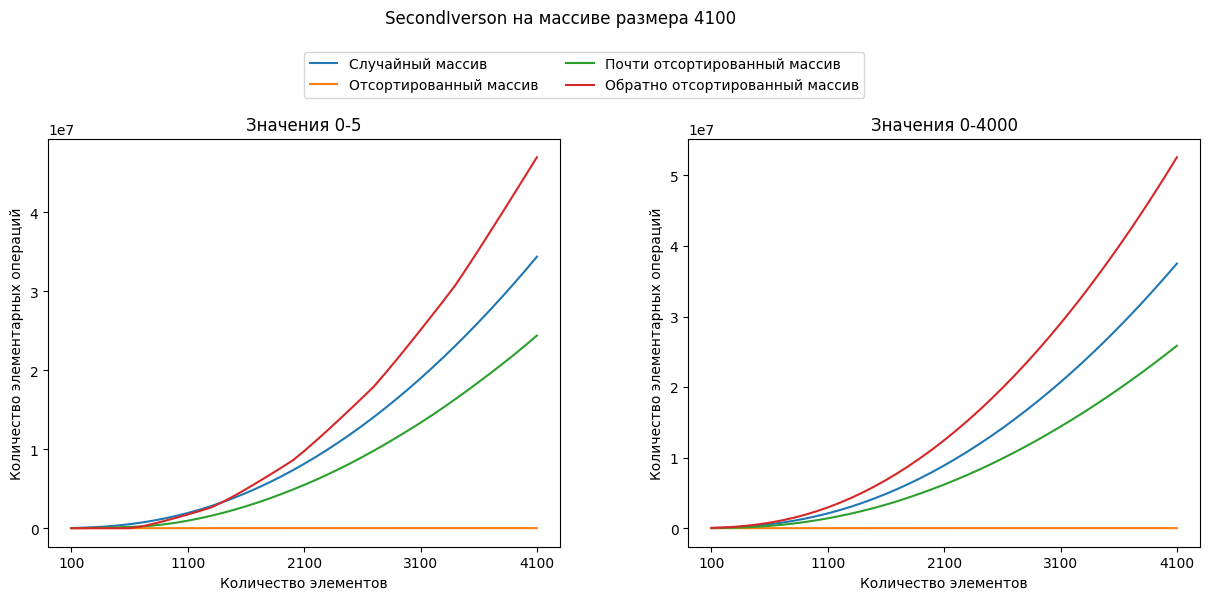 SecondIverson на массиве размера 4100
Случайный массив
Отсортированный массив
Почти отсортированный массив
Обратно отсортированный массив
Значения 0-5
1e7
Количество элементарных операций
4
3
2
1
0
100 1100 2100 3100 4100
Количество элементов
Значения 0-4000
1e7
Количество элементарных операций
5
4
3
2
1
0
100 1100 2100 3100 4100
Количество элементов